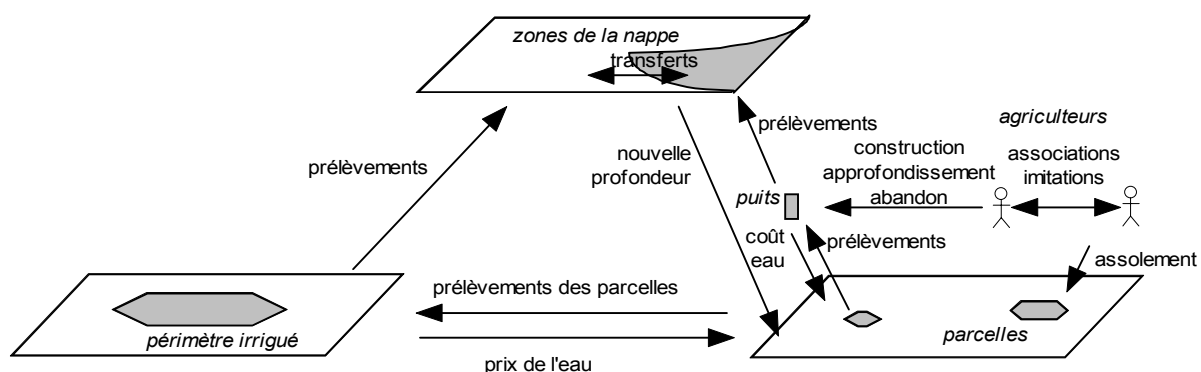 zones de la nappe
transferts
prélèvements
agriculteurs
prélèvements
construction
approfondissement
abandon
associations
imitations
nouvelle
profondeur
puits
coût
eau
prélèvements
assolement
prélèvements des parcelles
périmètre irrigué
parcelles
prix de l'eau